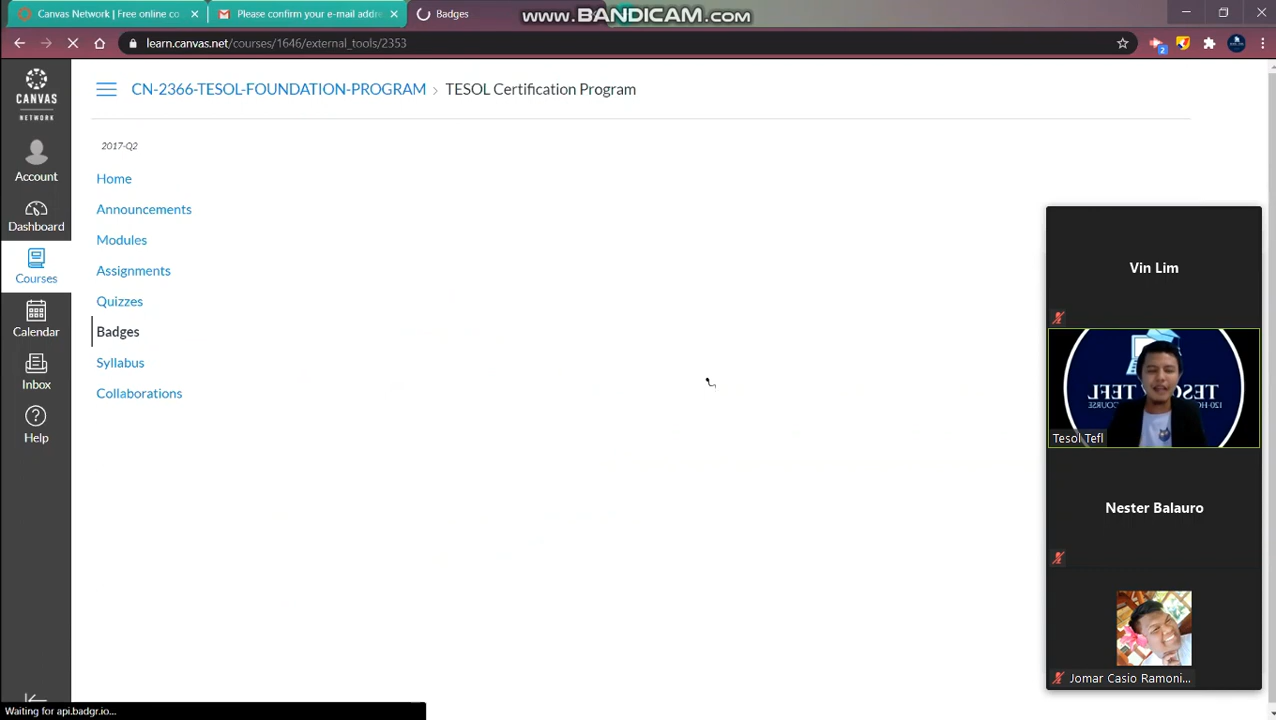 Canvas Network | Free online co
Please confirm your e-mail addre
Badges
www.BANDICAM.com
learn.canvas.net/courses/1646/external_tools/2353
2
CANVAS
NETWORK
Account
Dashboard
Courses
Calendar
Inbox
Help
CN-2366-TESOL-FOUNDATION-PROGRAM › TESOL Certification Program
2017-Q2
Home
Announcements
Modules
Assignments
Quizzes
Badges
Syllabus
Collaborations
Vin Lim
Tesol Tefl
Nester Balauro
Jomar Casio Ramoni...
Waiting for api.badgr.io...